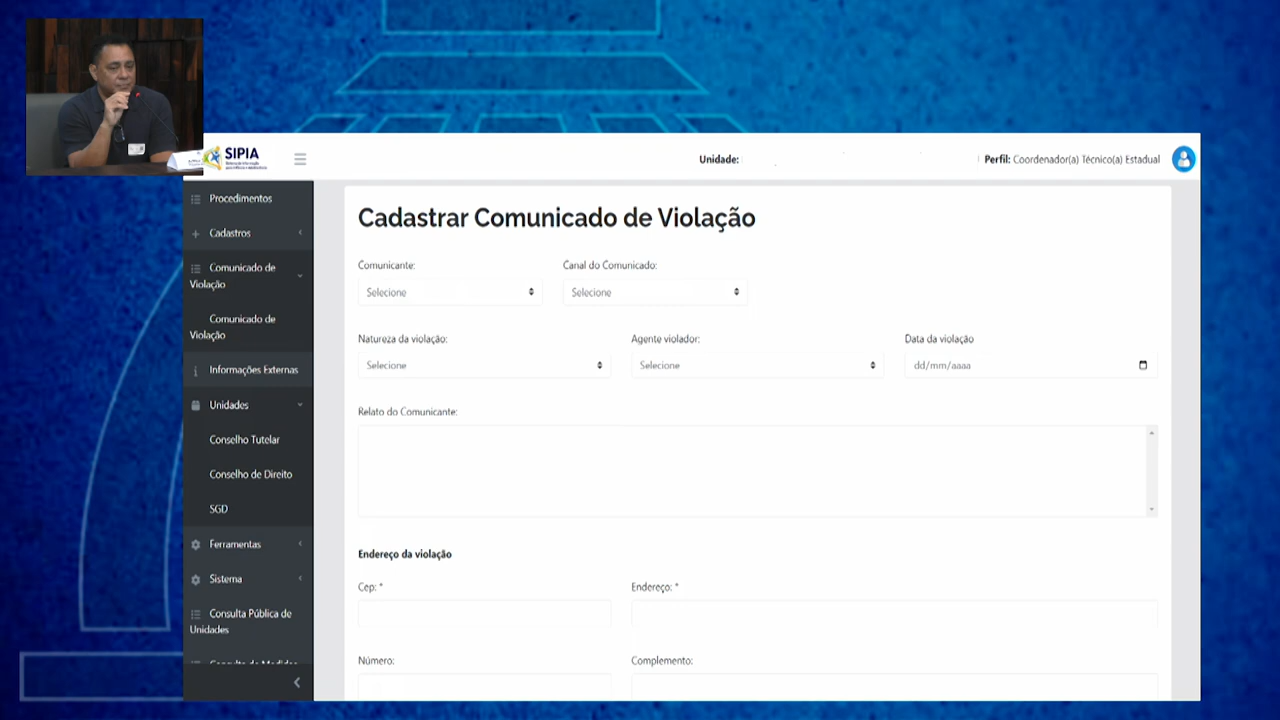 SIPIA
Unidade:
Perfil: Coordenador(a) Técnico(a) Estadual
Procedimentos
Cadastros
Comunicado de
Violação
Comunicado de
Violação
Informações Externas
Unidades
Conselho Tutelar
Conselho de Direito
SGD
Ferramentas
Sistema
Consulta Pública de
Unidades
Cadastrar Comunicado de Violação
Comunicante:
Canal do Comunicado:
Selecione
Selecione
Natureza da violação:
Agente violador:
Data da violação
Selecione
Selecione
dd/mm/aaaa
Relato do Comunicante:
Endereço da violação
Cep: *
Endereço: *
Número:
Complemento: